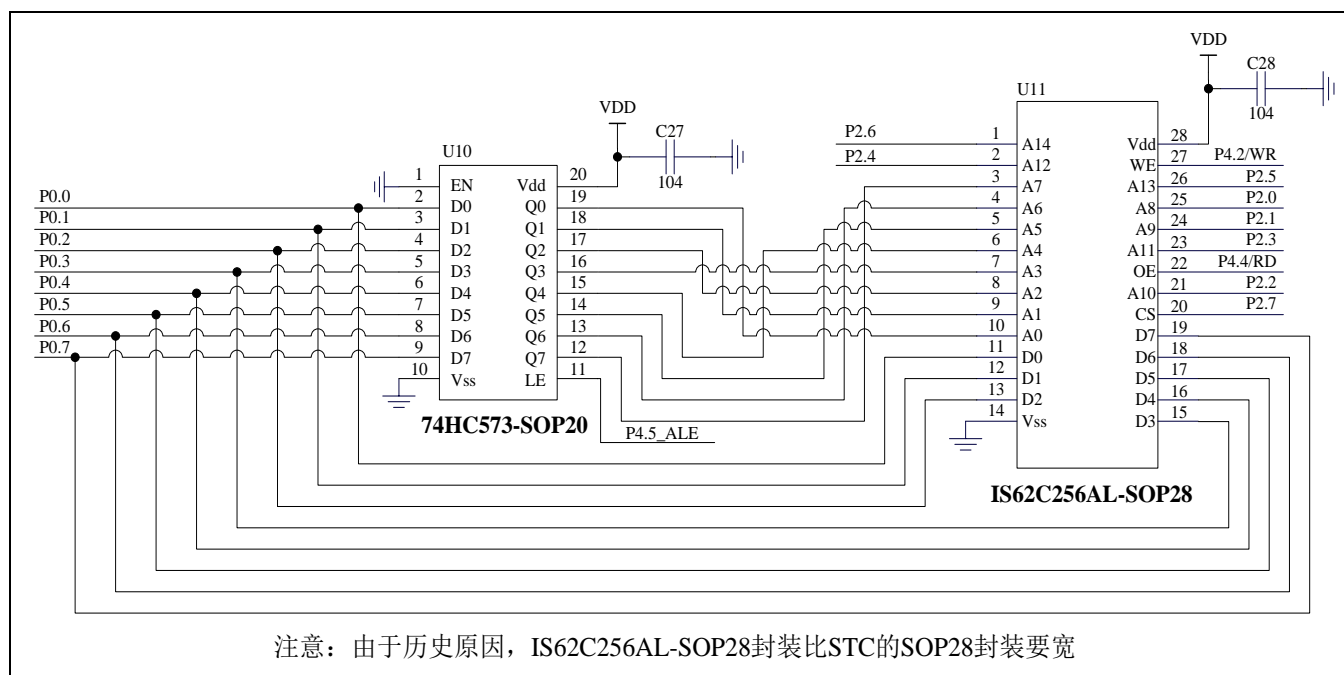 VDD
C28
104
U11
VDD
C27
104
U10
P2.6 1 A14 Vdd 28
P2.4 2 A12 WE 27 P4.2/WR
3 A7 A13 26 P2.5
4 A6 A8 25 P2.0
5 A5 A9 24 P2.1
6 A4 A11 23 P2.3
7 A3 OE 22 P4.4/RD
8 A2 A10 21 P2.2
9 A1 CS 20 P2.7
10 A0 D7 19
11 D0 D6 18
12 D1 D5 17
13 D2 D4 16
14 Vss D3 15
IS62C256AL-SOP28
1 EN Vdd 20
P0.0 2 D0 Q0 19
P0.1 3 D1 Q1 18
P0.2 4 D2 Q2 17
P0.3 5 D3 Q3 16
P0.4 6 D4 Q4 15
P0.5 7 D5 Q5 14
P0.6 8 D6 Q6 13
P0.7 9 D7 Q7 12
10 Vss LE 11
74HC573-SOP20
P4.5_ALE
注意：由于历史原因，IS62C256AL-SOP28封装比STC的SOP28封装要宽